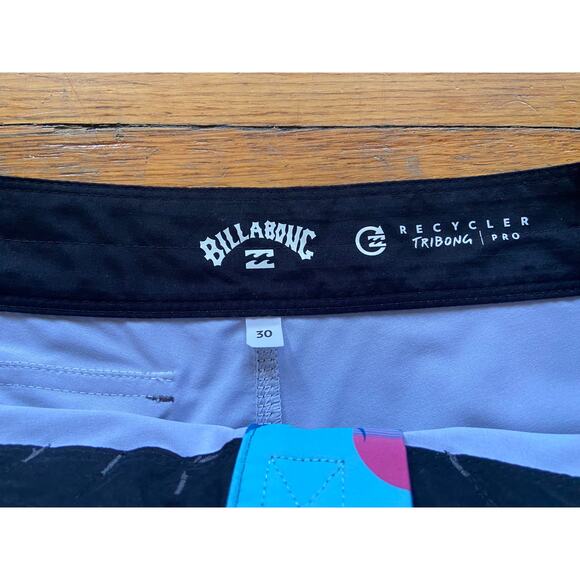 BILLABONG
RECYCLER
TRIBONG | PRO
30